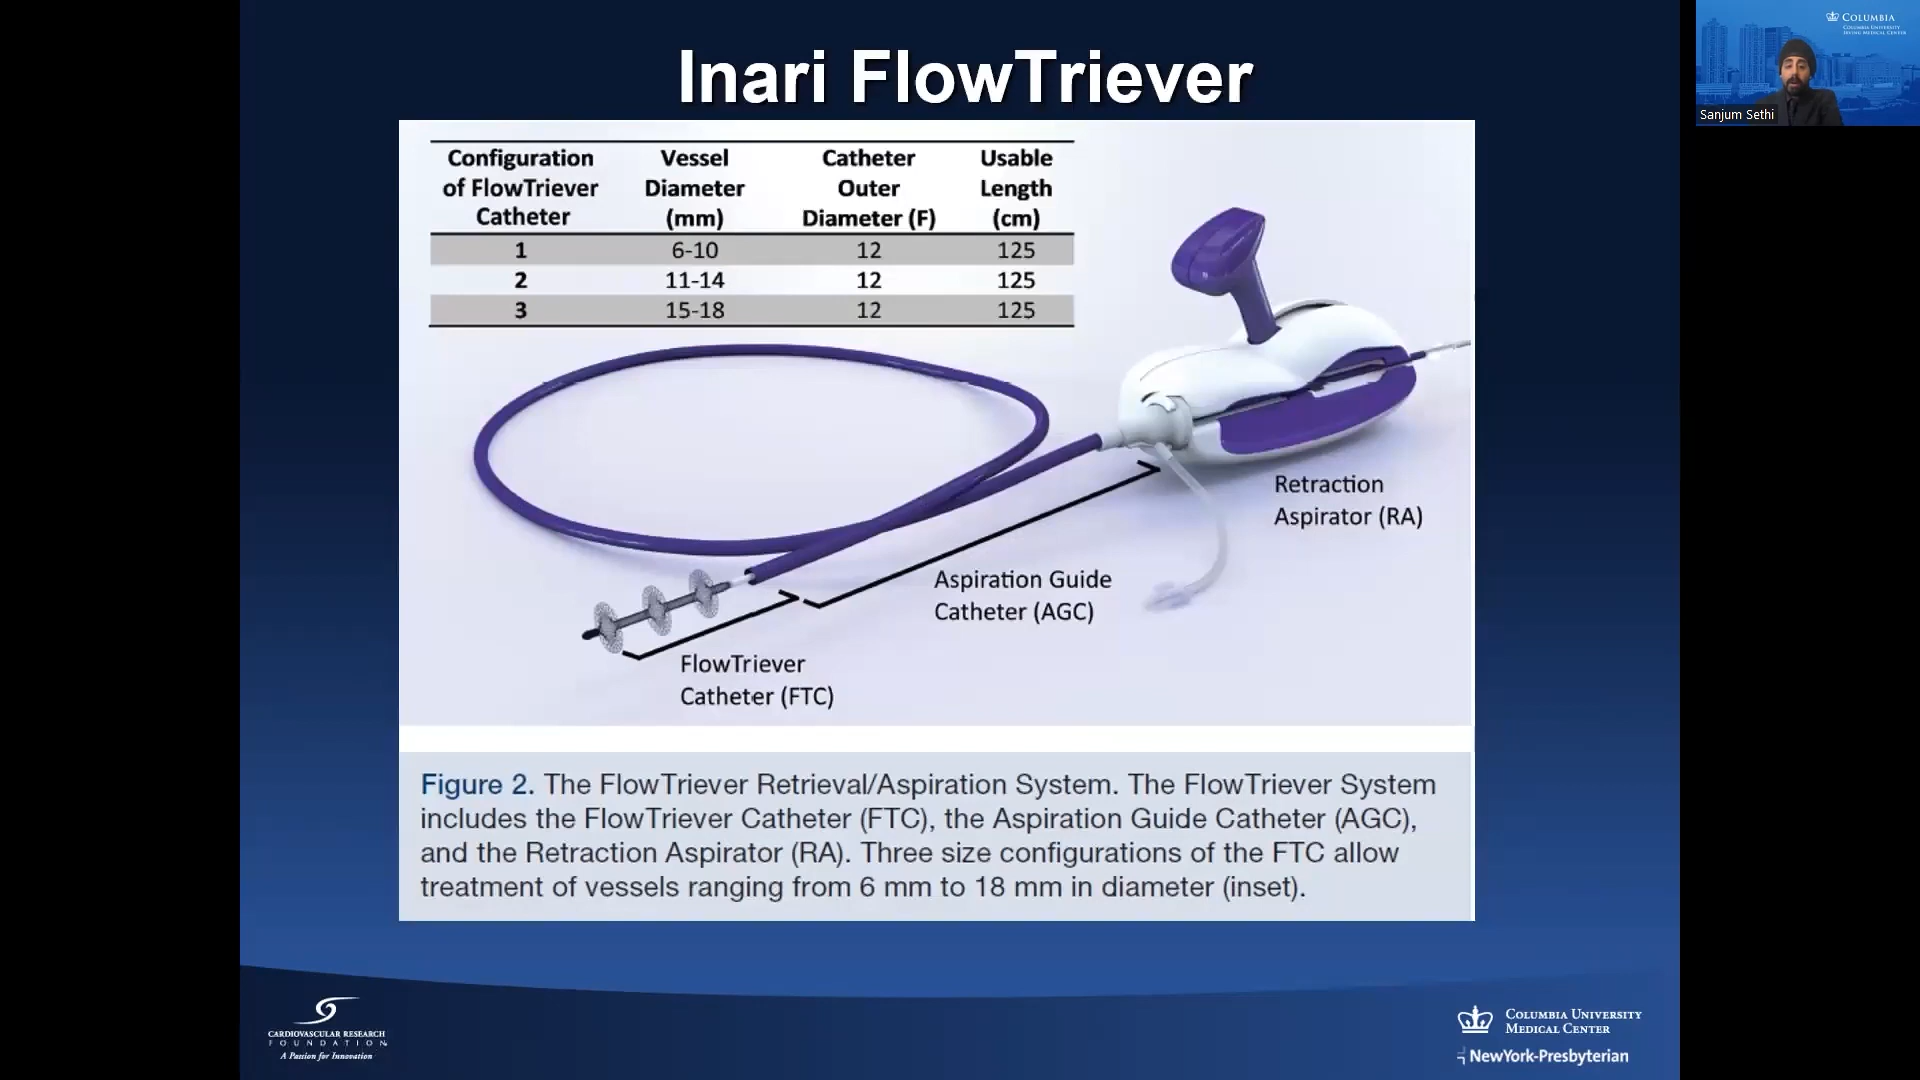 Inari FlowTriever
Configuration of FlowTriever Catheter Vessel Diameter (mm) Catheter Outer Diameter (F) Usable Length (cm)
1 6-10 12 125
2 11-14 12 125
3 15-18 12 125
Retraction
Aspirator (RA)
Aspiration Guide
Catheter (AGC)
FlowTriever
Catheter (FTC)
Figure 2. The FlowTriever Retrieval/Aspiration System. The FlowTriever System
includes the FlowTriever Catheter (FTC), the Aspiration Guide Catheter (AGC),
and the Retraction Aspirator (RA). Three size configurations of the FTC allow
treatment of vessels ranging from 6 mm to 18 mm in diameter (inset).
CARDIOVASCULAR RESEARCH
FOUNDATION
A Passion for Innovation
COLUMBIA UNIVERSITY
MEDICAL CENTER
NewYork-Presbyterian
COLUMBIA
COLUMBIA UNIVERSITY
IRVING MEDICAL CENTER
Sanjum Sethi